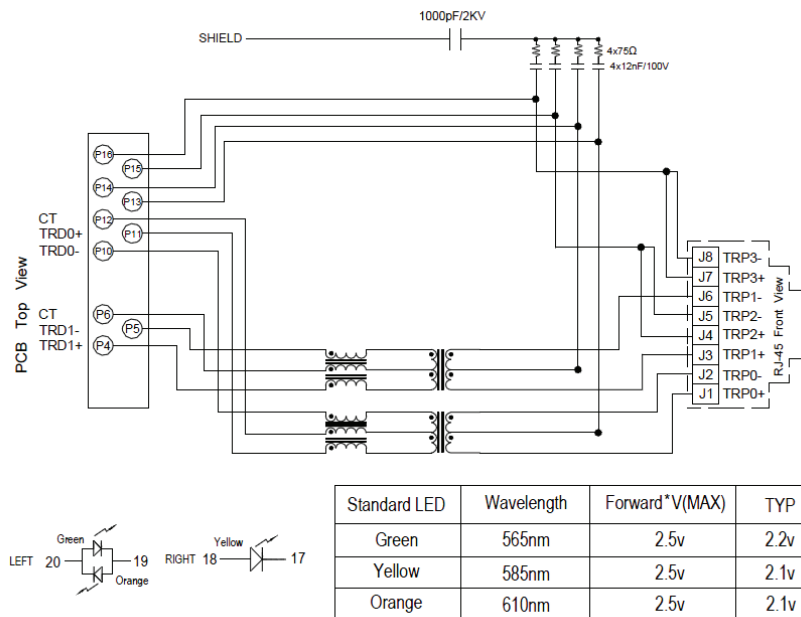 1000pF/2KV
SHIELD
4x75Ω
4x12nF/100V
P16
P15
P14
P13
CT P12
TRD0+ P11
TRD0- P10
CT P6
TRD1- P5
TRD1+ P4
PCB Top View
J8 TRP3-
J7 TRP3+
J6 TRP1-
J5 TRP2-
J4 TRP2+
J3 TRP1+
J2 TRP0-
J1 TRP0+
RJ-45 Front View
Green
LEFT 20 19
Orange
Yellow
RIGHT 18 17
Standard LED Wavelength Forward*V(MAX) TYP
Green 565nm 2.5v 2.2v
Yellow 585nm 2.5v 2.1v
Orange 610nm 2.5v 2.1v